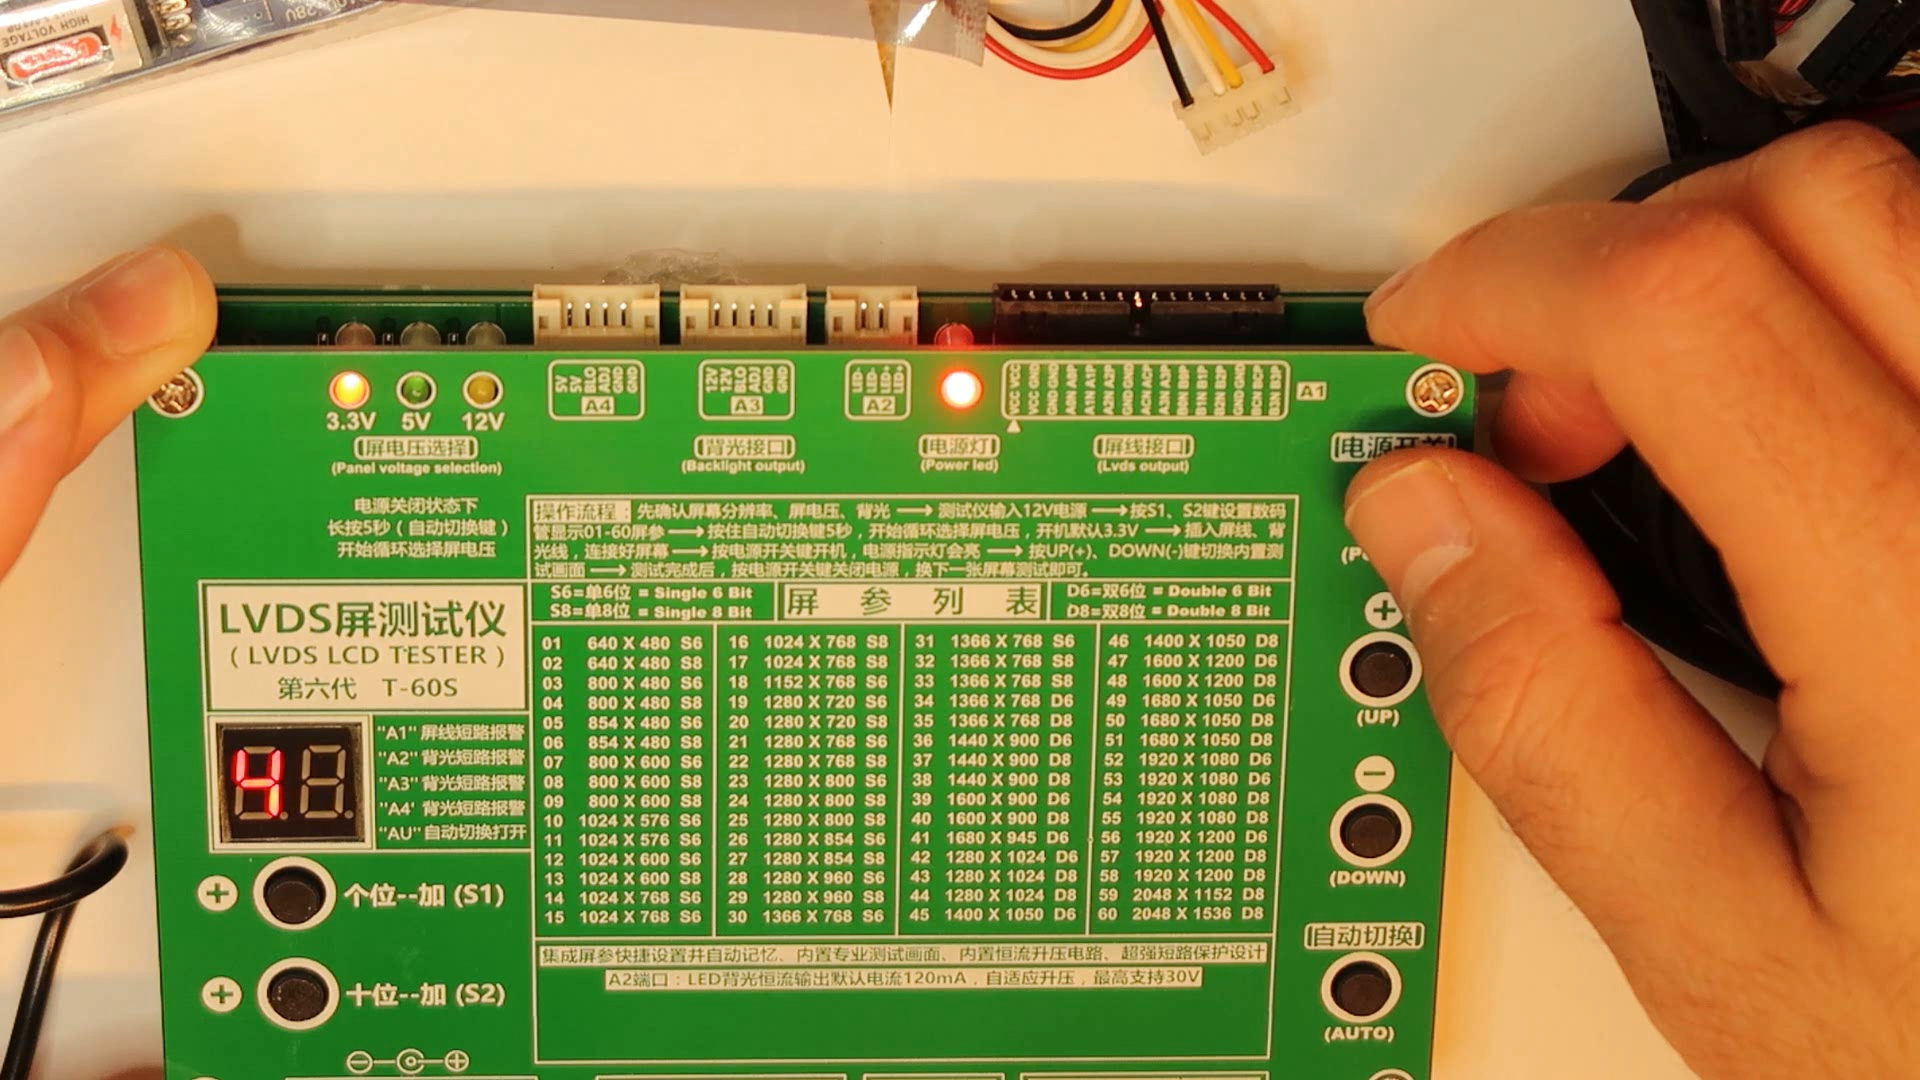 HIGH VOLTAGE
3.3V 5V 12V
屏电压选择
(Panel voltage selection)
5V 5V BLO ADJ GND GND
A4
12V 12V BLO ADJ GND GND
A3
背光接口
(Backlight output)
LED- LED- LED+ LED+
A2
电源灯
(Power led)
A1
屏线接口
(Lvds output)
电源开关
电源关闭状态下
长按5秒（自动切换键）
开始循环选择屏电压
操作流程：先确认屏幕分辨率、屏电压、背光 → 测试仪输入12V电源 → 按S1、S2键设置数码
管显示01-60屏参 → 按住自动切换键5秒，开始循环选择屏电压，开机默认3.3V → 插入屏线、背
光线，连接好屏幕 → 按电源开关键开机，电源指示灯会亮 → 按UP(+)、DOWN(-)键切换内置测
试画面 → 测试完成后，按电源开关键关闭电源，换下一张屏幕测试即可。
S6=单6位 = Single 6 Bit
S8=单8位 = Single 8 Bit
屏 参 列 表
D6=双6位 = Double 6 Bit
D8=双8位 = Double 8 Bit
LVDS屏测试仪
( LVDS LCD TESTER )
第六代 T-60S
4
"A1" 屏线短路报警
"A2" 背光短路报警
"A3" 背光短路报警
"A4' 背光短路报警
"AU" 自动切换打开
01 640 X 480 S6
02 640 X 480 S8
03 800 X 480 S6
04 800 X 480 S8
05 854 X 480 S6
06 854 X 480 S8
07 800 X 600 S6
08 800 X 600 S8
09 800 X 600 S8
10 1024 X 576 S6
11 1024 X 576 S8
12 1024 X 600 S6
13 1024 X 600 S8
14 1024 X 768 S6
15 1024 X 768 S6
16 1024 X 768 S8
17 1024 X 768 S8
18 1152 X 768 S6
19 1280 X 720 S6
20 1280 X 720 S8
21 1280 X 768 S6
22 1280 X 768 S8
23 1280 X 800 S6
24 1280 X 800 S8
25 1280 X 800 S8
26 1280 X 854 S6
27 1280 X 854 S8
28 1280 X 960 S6
29 1280 X 960 S8
30 1366 X 768 S6
31 1366 X 768 S6
32 1366 X 768 S8
33 1366 X 768 S8
34 1366 X 768 D6
35 1366 X 768 D8
36 1440 X 900 D6
37 1440 X 900 D8
38 1440 X 900 D8
39 1600 X 900 D6
40 1600 X 900 D8
41 1680 X 945 D6
42 1280 X 1024 D6
43 1280 X 1024 D8
44 1280 X 1024 D8
45 1400 X 1050 D6
46 1400 X 1050 D8
47 1600 X 1200 D6
48 1600 X 1200 D8
49 1680 X 1050 D6
50 1680 X 1050 D8
51 1680 X 1050 D8
52 1920 X 1080 D6
53 1920 X 1080 D6
54 1920 X 1080 D8
55 1920 X 1080 D8
56 1920 X 1200 D6
57 1920 X 1200 D8
58 1920 X 1200 D8
59 2048 X 1152 D8
60 2048 X 1536 D8
+
(UP)
−
(DOWN)
自动切换
(AUTO)
+ 个位--加 (S1)
+ 十位--加 (S2)
集成屏参快捷设置并自动记忆、内置专业测试画面、内置恒流升压电路、超强短路保护设计
A2端口：LED背光恒流输出默认电流120mA，自适应升压，最高支持30V